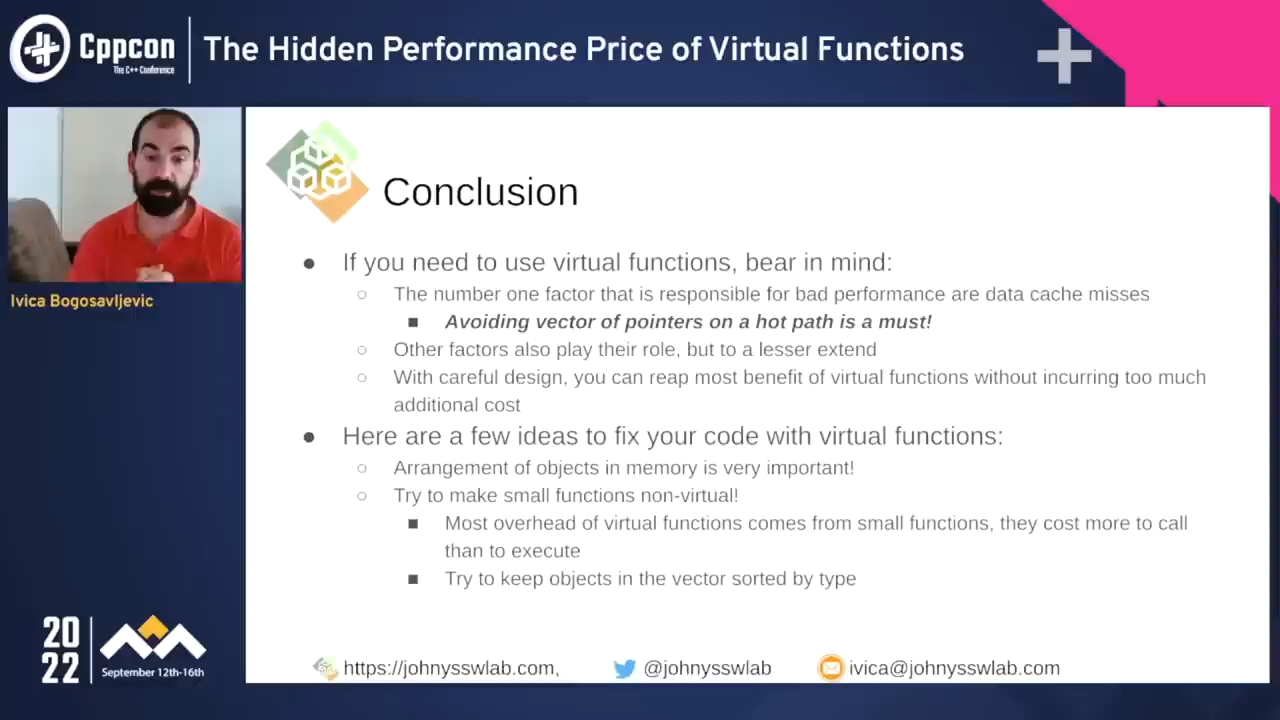 Cppcon
The C++ Conference
The Hidden Performance Price of Virtual Functions
Ivica Bogosavljevic
Conclusion
● If you need to use virtual functions, bear in mind:
○ The number one factor that is responsible for bad performance are data cache misses
■ Avoiding vector of pointers on a hot path is a must!
○ Other factors also play their role, but to a lesser extend
○ With careful design, you can reap most benefit of virtual functions without incurring too much
additional cost
● Here are a few ideas to fix your code with virtual functions:
○ Arrangement of objects in memory is very important!
○ Try to make small functions non-virtual!
■ Most overhead of virtual functions comes from small functions, they cost more to call
than to execute
■ Try to keep objects in the vector sorted by type
https://johnysswlab.com,
@johnysswlab
ivica@johnysswlab.com
20
22
September 12th-16th